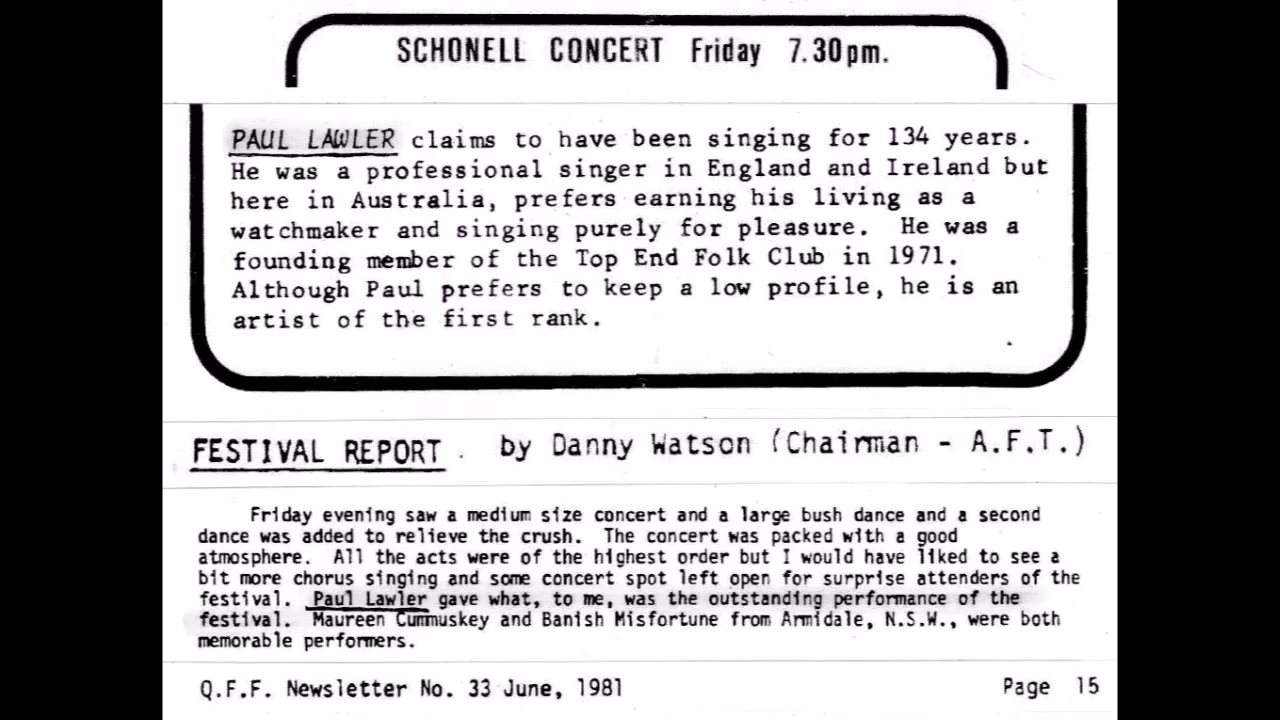 SCHONELL CONCERT Friday 7.30pm.
PAUL LAWLER claims to have been singing for 134 years.
He was a professional singer in England and Ireland but
here in Australia, prefers earning his living as a
watchmaker and singing purely for pleasure. He was a
founding member of the Top End Folk Club in 1971.
Although Paul prefers to keep a low profile, he is an
artist of the first rank.
FESTIVAL REPORT. by Danny Watson (Chairman - A.F.T.)
Friday evening saw a medium size concert and a large bush dance and a second
dance was added to relieve the crush. The concert was packed with a good
atmosphere. All the acts were of the highest order but I would have liked to see a
bit more chorus singing and some concert spot left open for surprise attenders of the
festival. Paul Lawler gave what, to me, was the outstanding performance of the
festival. Maureen Cummuskey and Banish Misfortune from Armidale, N.S.W., were both
memorable performers.
Q.F.F. Newsletter No. 33 June, 1981 Page 15